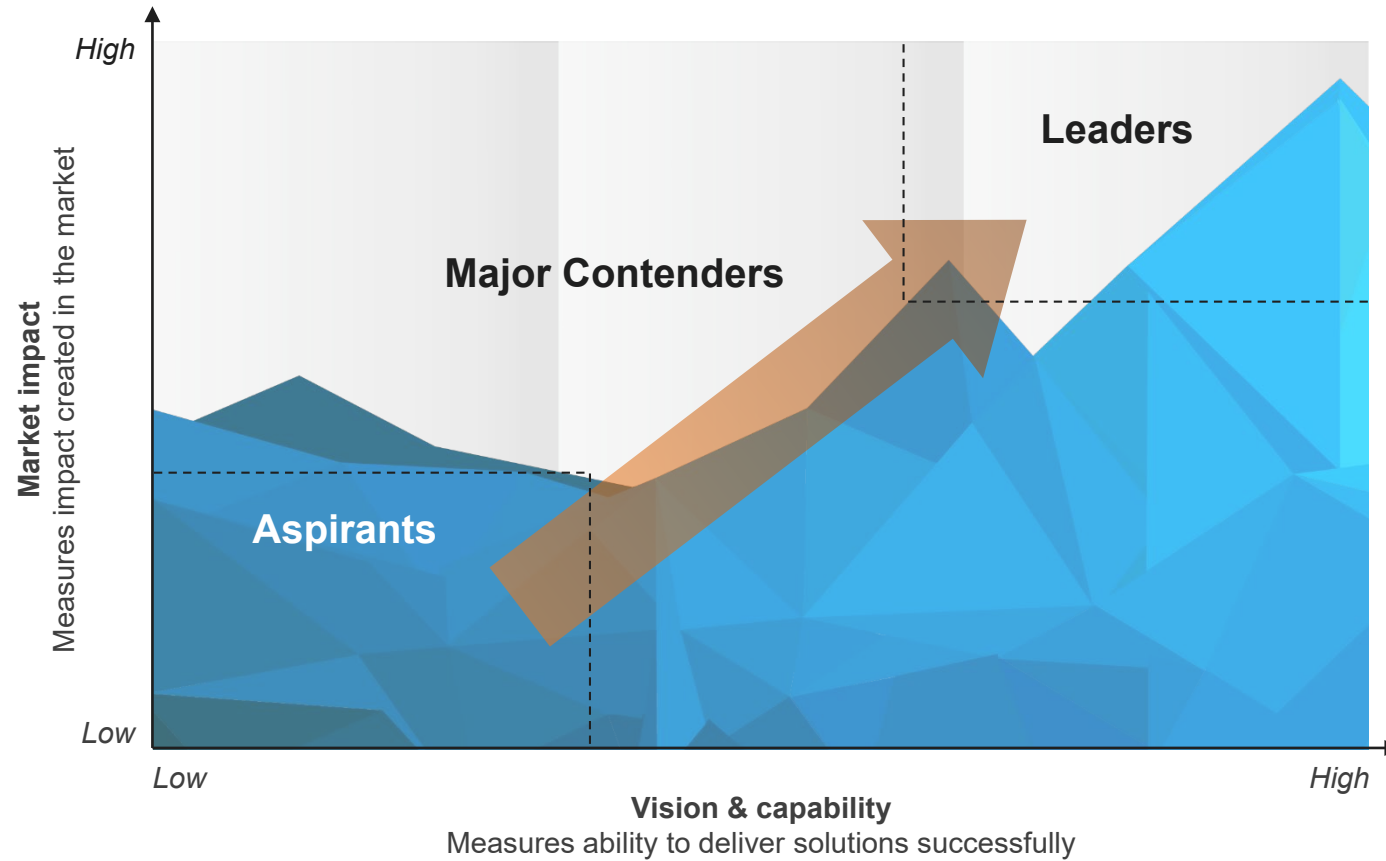 High
Leaders
Major Contenders
Market impact
Measures impact created in the market
Aspirants
Low
Low
High
Vision & capability
Measures ability to deliver solutions successfully